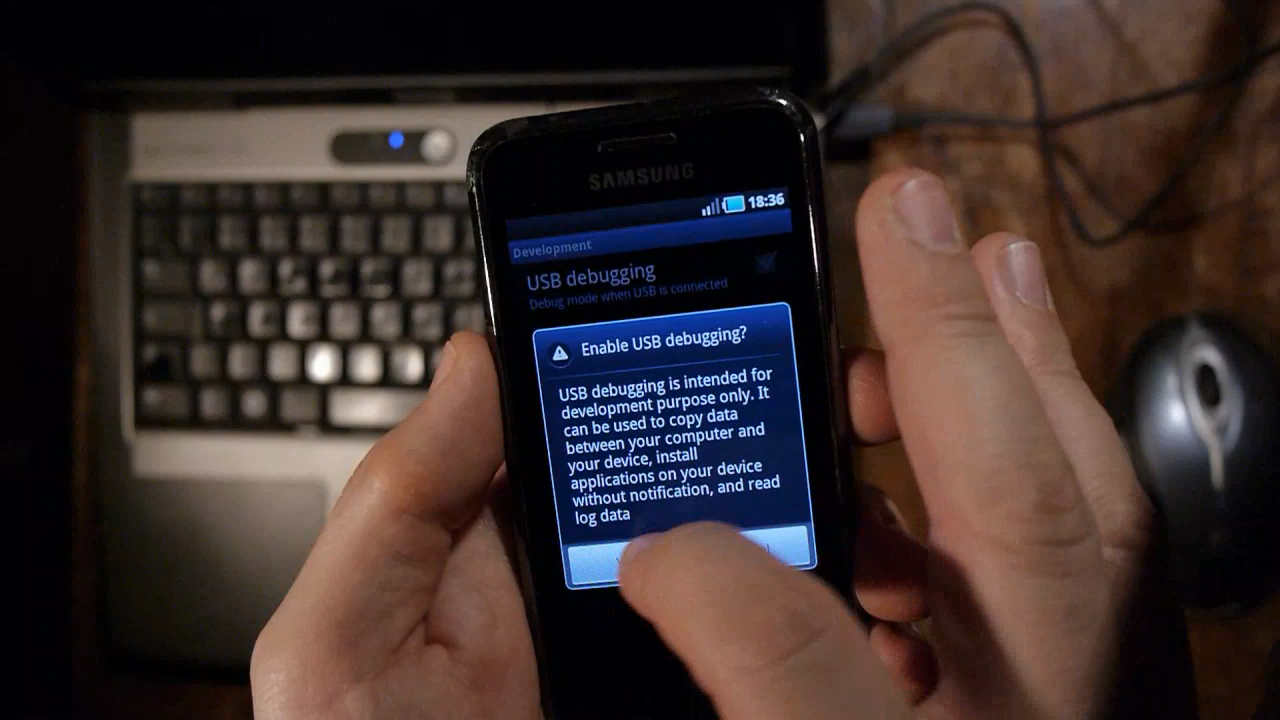 SAMSUNG
18:36
Development
USB debugging
Debug mode when USB is connected
Enable USB debugging?
USB debugging is intended for
development purpose only. It
can be used to copy data
between your computer and
your device, install
applications on your device
without notification, and read
log data